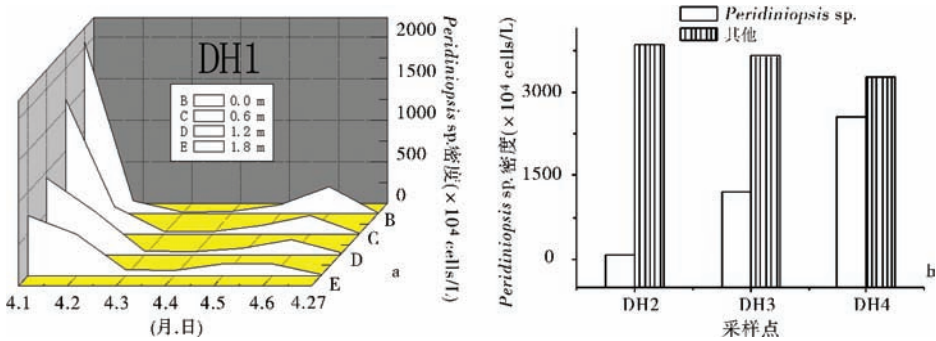 DH1
B 0.0 m
C 0.6 m
D 1.2 m
E 1.8 m
2000
1500
1000
500
0
Peridiniopsis sp.密度(×10⁴ cells/L)
B
C
D
E
a
4.1 4.2 4.3 4.4 4.5 4.6 4.27
(月.日)
Peridiniopsis sp.
其他
3000
1500
0
Peridiniopsis sp.密度(×10⁴ cells/L)
b
DH2 DH3 DH4
采样点